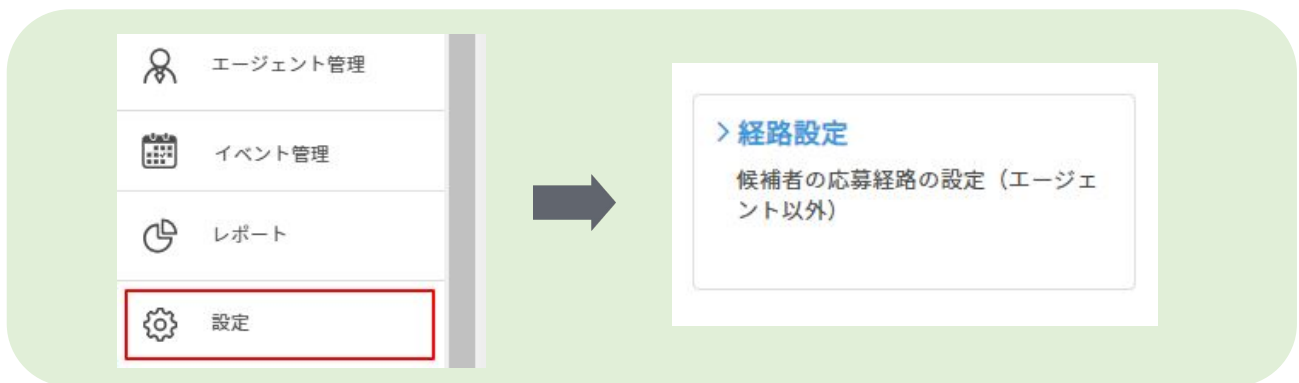 エージェント管理
イベント管理
レポート
設定
経路設定
候補者の応募経路の設定（エージェ
ント以外）